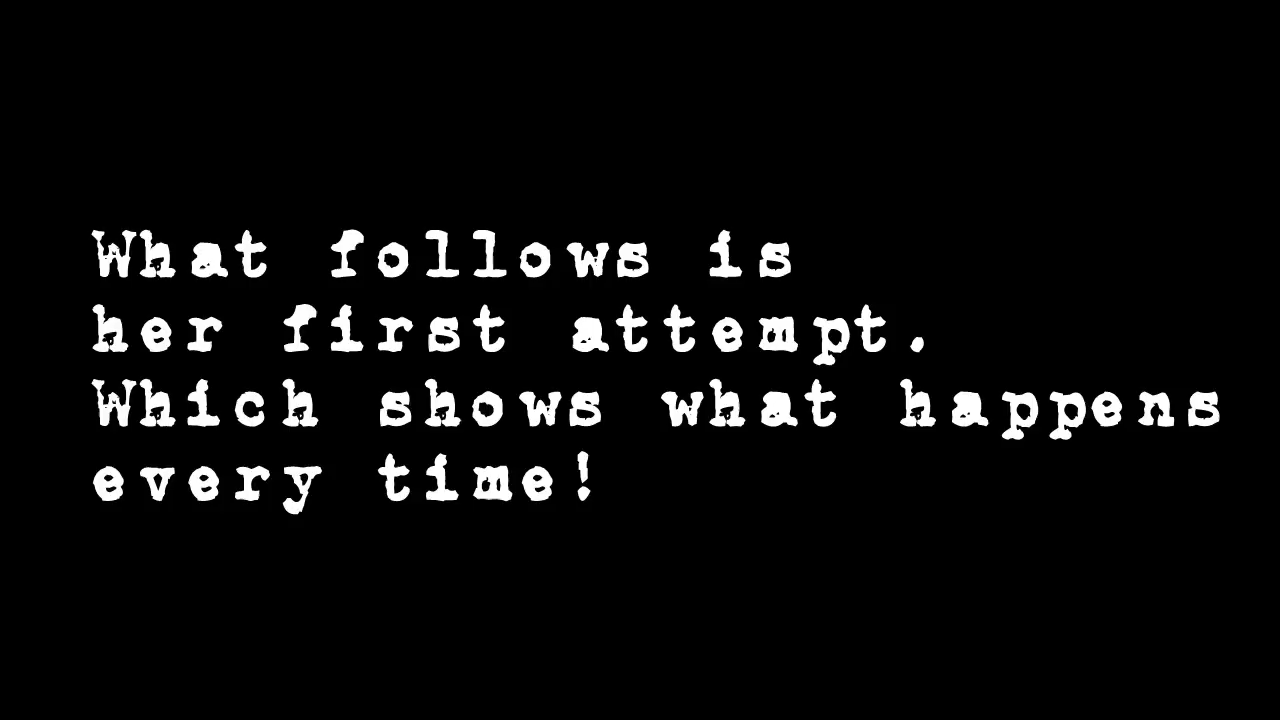 What follows is
her first attempt.
Which shows what happens
every time!